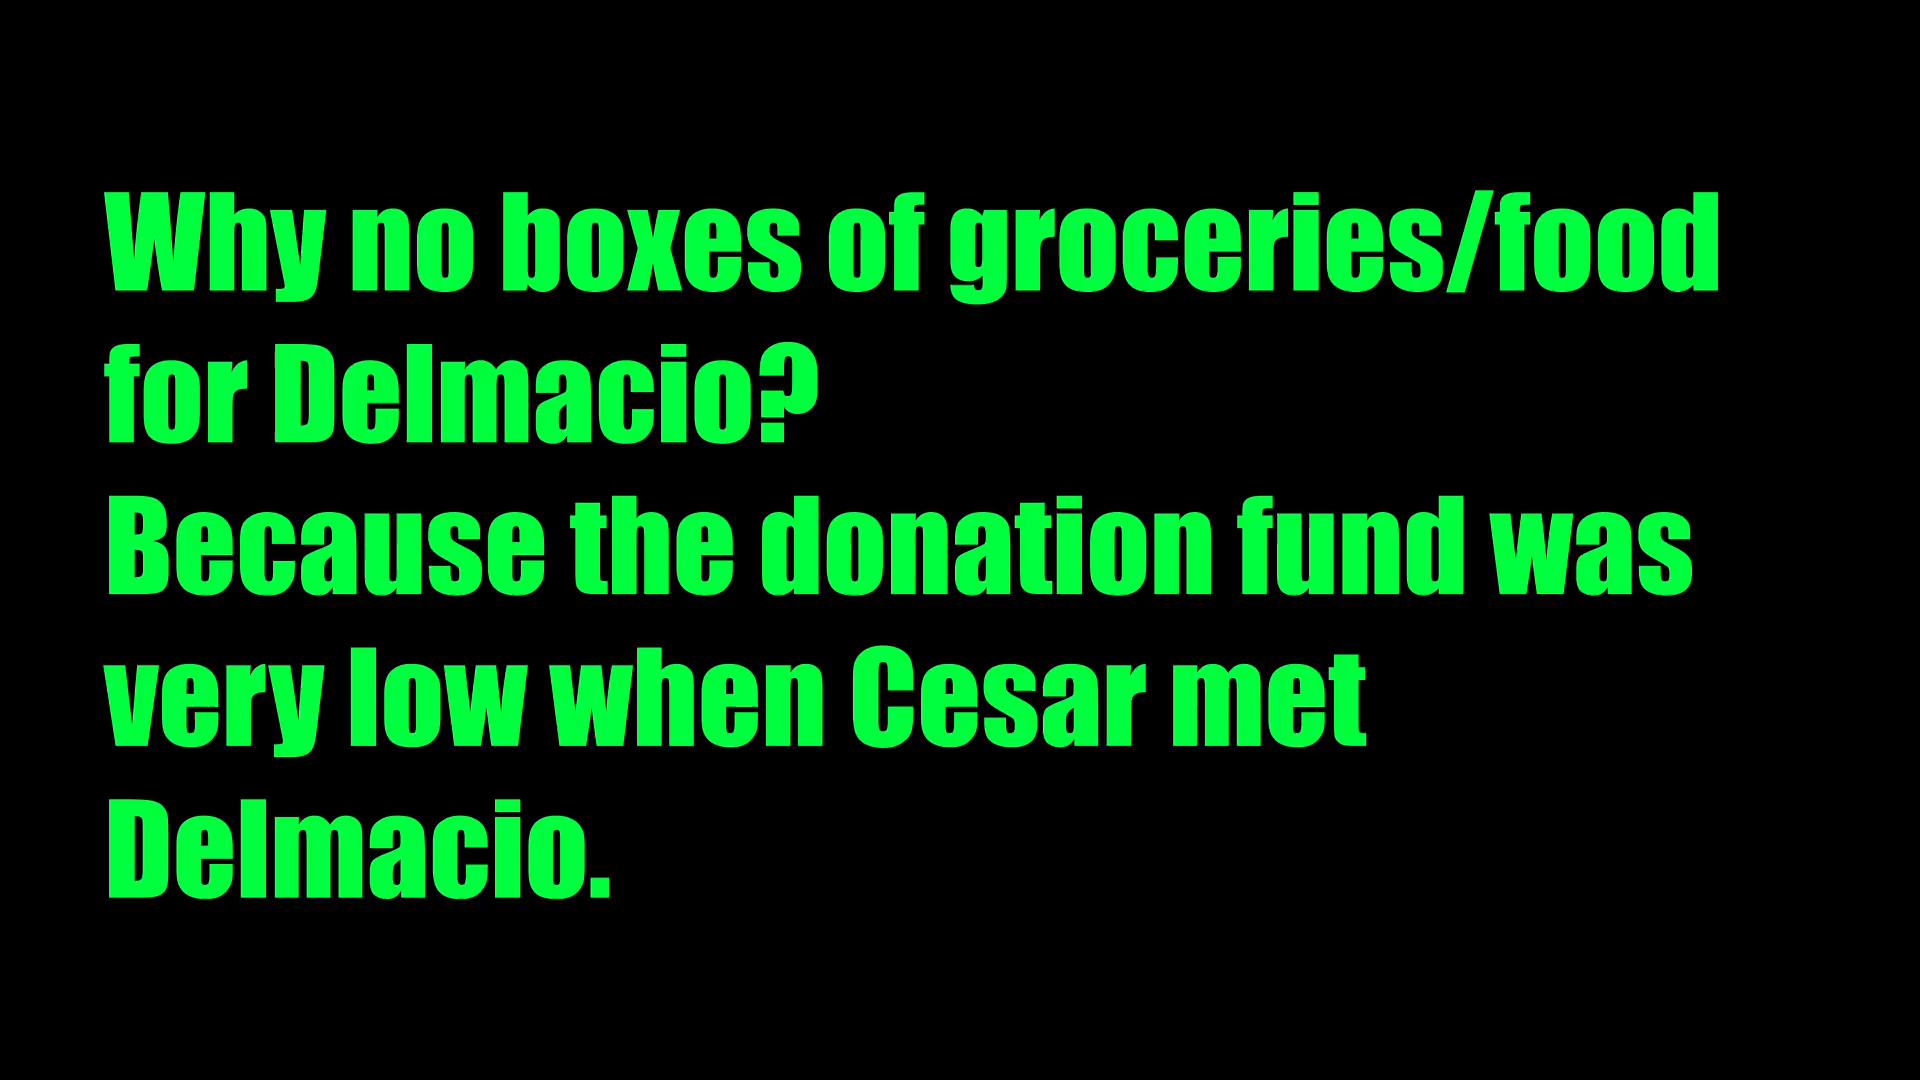 Why no boxes of groceries/food
for Delmacio?
Because the donation fund was
very low when Cesar met
Delmacio.